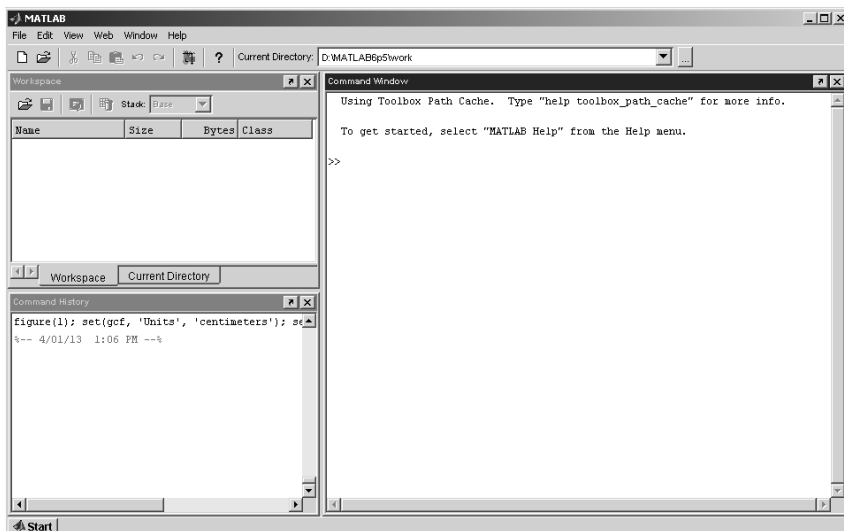 MATLAB
File Edit View Web Window Help
? Current Directory: D:\MATLAB6p5\work ...
Workspace
Stack: Base
Name Size Bytes Class
Workspace Current Directory
Command History
figure(1); set(gcf, 'Units', 'centimeters'); se
%-- 4/01/13 1:06 PM --%
Command Window
Using Toolbox Path Cache. Type "help toolbox_path_cache" for more info.
To get started, select "MATLAB Help" from the Help menu.
>>
Start